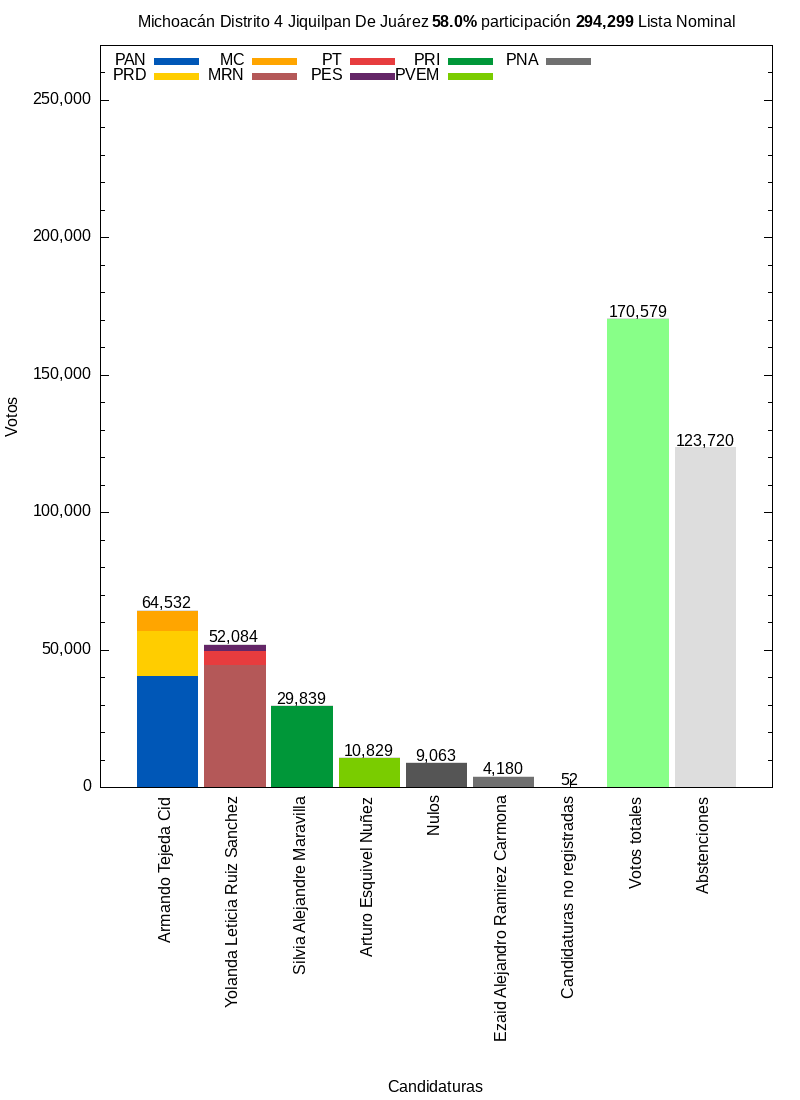 Michoacán Distrito 4 Jiquilpan De Juárez 58.0% participación 294,299 Lista Nominal
PAN MC PT PRI PNA
PRD MRN PES PVEM
250,000
200,000
150,000
100,000
50,000
0
Votos
64,532
52,084
29,839
10,829
9,063
4,180
52
170,579
123,720
Armando Tejeda Cid
Yolanda Leticia Ruiz Sanchez
Silvia Alejandre Maravilla
Arturo Esquivel Nuñez
Nulos
Ezaid Alejandro Ramirez Carmona
Candidaturas no registradas
Votos totales
Abstenciones
Candidaturas